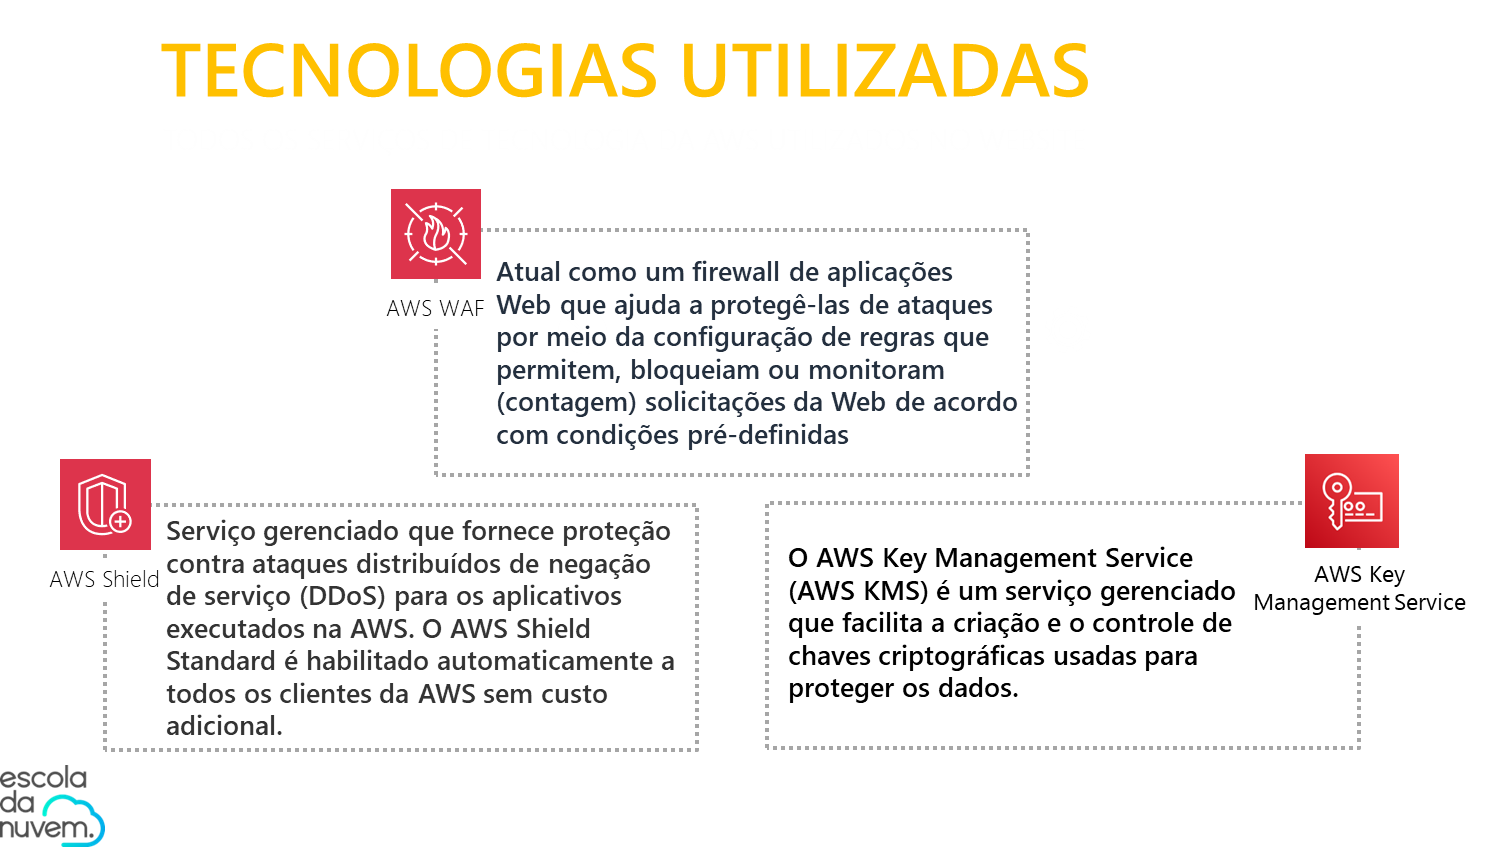 TECNOLOGIAS UTILIZADAS
AWS WAF
Atual como um firewall de aplicações
Web que ajuda a protegê-las de ataques
por meio da configuração de regras que
permitem, bloqueiam ou monitoram
(contagem) solicitações da Web de acordo
com condições pré-definidas
AWS Shield
Serviço gerenciado que fornece proteção
contra ataques distribuídos de negação
de serviço (DDoS) para os aplicativos
executados na AWS. O AWS Shield
Standard é habilitado automaticamente a
todos os clientes da AWS sem custo
adicional.
O AWS Key Management Service
(AWS KMS) é um serviço gerenciado
que facilita a criação e o controle de
chaves criptográficas usadas para
proteger os dados.
AWS Key
Management Service
escola
da
nuvem.